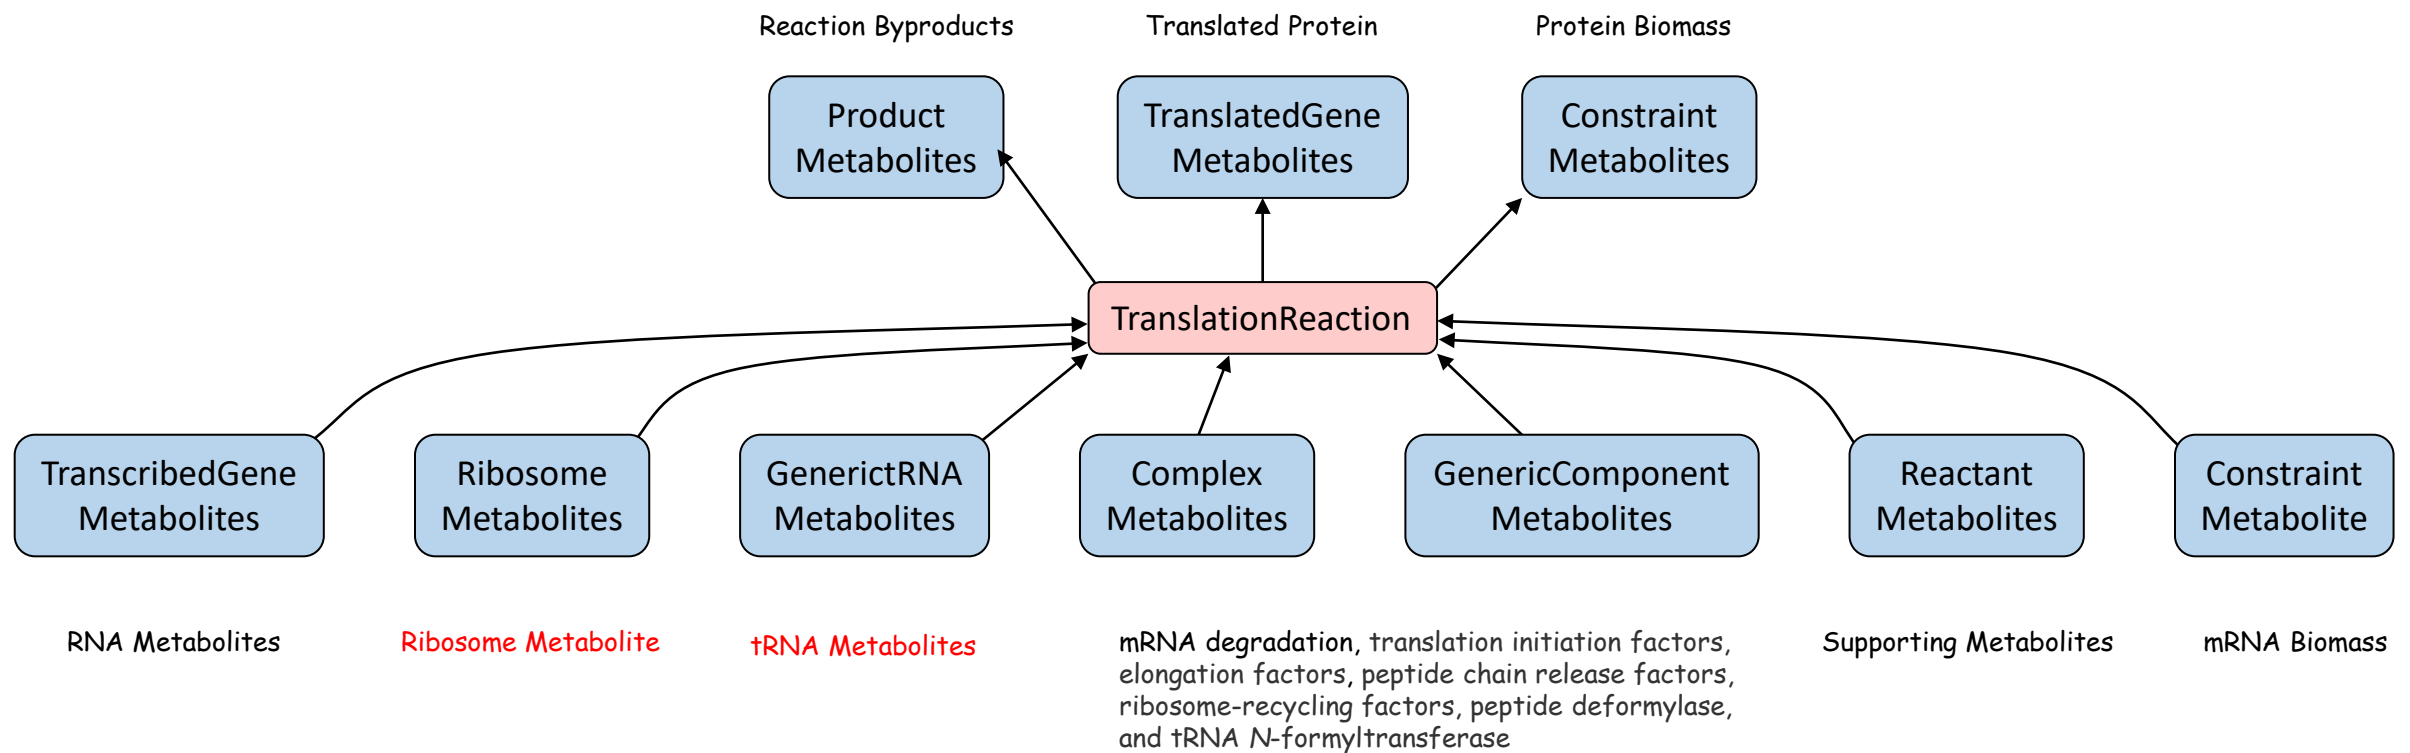 Reaction Byproducts
Translated Protein
Protein Biomass
Product
Metabolites
TranslatedGene
Metabolites
Constraint
Metabolites
TranslationReaction
TranscribedGene
Metabolites
Ribosome
Metabolites
GenerictRNA
Metabolites
Complex
Metabolites
GenericComponent
Metabolites
Reactant
Metabolites
Constraint
Metabolite
RNA Metabolites
Ribosome Metabolite
tRNA Metabolites
mRNA degradation, translation initiation factors,
elongation factors, peptide chain release factors,
ribosome-recycling factors, peptide deformylase,
and tRNA N-formyltransferase
Supporting Metabolites
mRNA Biomass